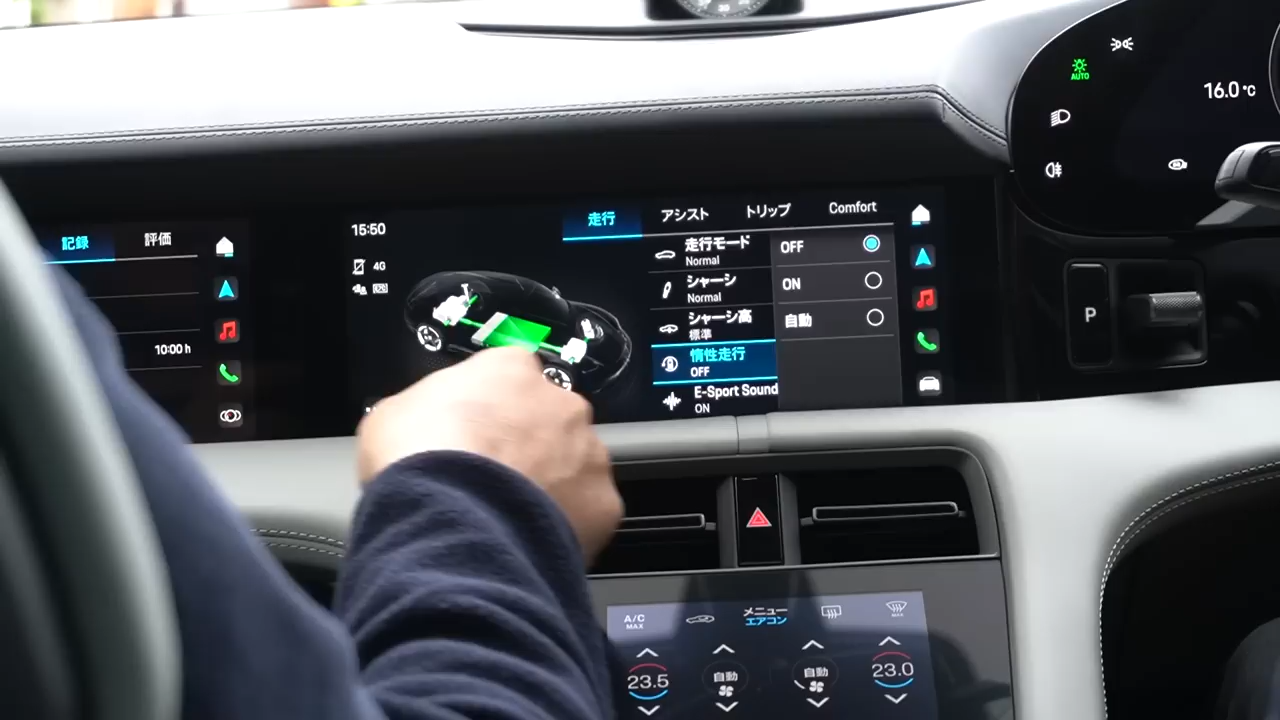 AUTO
16.0℃
P
記録
評価
10:00 h
15:50
4G
走行
アシスト
トリップ
Comfort
走行モード
Normal
シャーシ
Normal
シャーシ高
標準
惰性走行
OFF
E-Sport Sound
ON
OFF
ON
自動
A/C
MAX
メニュー
エアコン
MAX
23.5
自動
自動
23.0